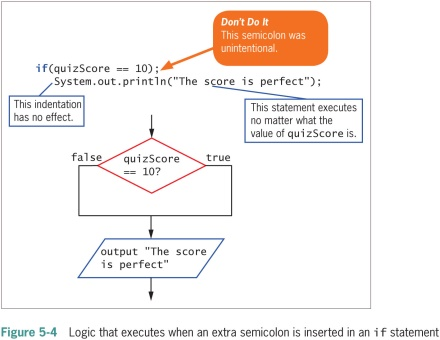 Don't Do It
This semicolon was
unintentional.
if(quizScore == 10);
System.out.println("The score is perfect");
This indentation
has no effect.
This statement executes
no matter what the
value of quizScore is.
false
true
quizScore
== 10?
output "The score
is perfect"
Figure 5-4 Logic that executes when an extra semicolon is inserted in an if statement